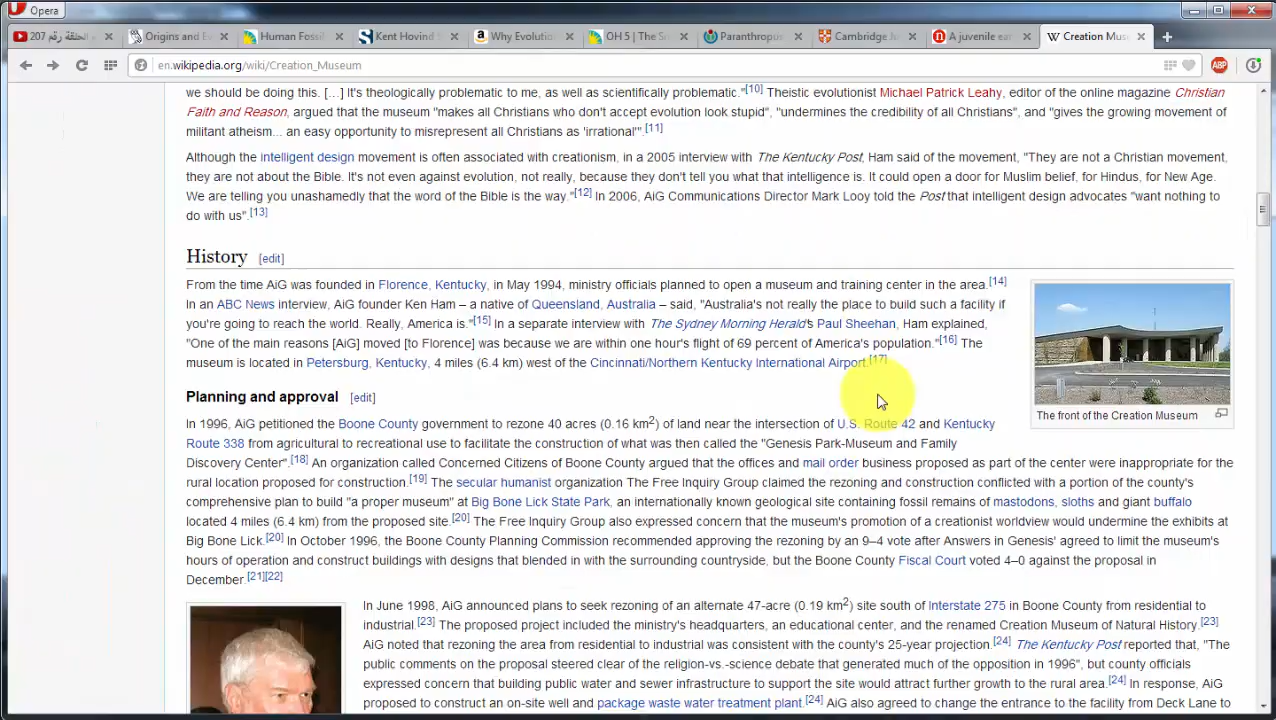 Opera
الحلقة رقم 207
Origins and Ev
Human Fossi
Kent Hovind S
Why Evolutio
OH 5 | The S
Paranthropu
Cambridge J
A juvenile ea
Creation Mus
en.wikipedia.org/wiki/Creation_Museum
ABP
we should be doing this. [...] It's theologically problematic to me, as well as scientifically problematic."[10] Theistic evolutionist Michael Patrick Leahy, editor of the online magazine Christian
Faith and Reason, argued that the museum "makes all Christians who don't accept evolution look stupid", "undermines the credibility of all Christians", and "gives the growing movement of
militant atheism... an easy opportunity to misrepresent all Christians as 'irrational'".[11]
Although the intelligent design movement is often associated with creationism, in a 2005 interview with The Kentucky Post, Ham said of the movement, "They are not a Christian movement,
they are not about the Bible. It's not even against evolution, not really, because they don't tell you what that intelligence is. It could open a door for Muslim belief, for Hindus, for New Age.
We are telling you unashamedly that the word of the Bible is the way."[12] In 2006, AiG Communications Director Mark Looy told the Post that intelligent design advocates "want nothing to
do with us".[13]
History [edit]
From the time AiG was founded in Florence, Kentucky, in May 1994, ministry officials planned to open a museum and training center in the area.[14]
In an ABC News interview, AiG founder Ken Ham – a native of Queensland, Australia – said, "Australia's not really the place to build such a facility if
you're going to reach the world. Really, America is."[15] In a separate interview with The Sydney Morning Herald's Paul Sheehan, Ham explained,
"One of the main reasons [AiG] moved [to Florence] was because we are within one hour's flight of 69 percent of America's population."[16] The
museum is located in Petersburg, Kentucky, 4 miles (6.4 km) west of the Cincinnati/Northern Kentucky International Airport.[17]
The front of the Creation Museum
Planning and approval [edit]
In 1996, AiG petitioned the Boone County government to rezone 40 acres (0.16 km2) of land near the intersection of U.S. Route 42 and Kentucky
Route 338 from agricultural to recreational use to facilitate the construction of what was then called the "Genesis Park-Museum and Family
Discovery Center".[18] An organization called Concerned Citizens of Boone County argued that the offices and mail order business proposed as part of the center were inappropriate for the
rural location proposed for construction.[19] The secular humanist organization The Free Inquiry Group claimed the rezoning and construction conflicted with a portion of the county's
comprehensive plan to build "a proper museum" at Big Bone Lick State Park, an internationally known geological site containing fossil remains of mastodons, sloths and giant buffalo
located 4 miles (6.4 km) from the proposed site.[20] The Free Inquiry Group also expressed concern that the museum's promotion of a creationist worldview would undermine the exhibits at
Big Bone Lick.[20] In October 1996, the Boone County Planning Commission recommended approving the rezoning by an 9–4 vote after Answers in Genesis' agreed to limit the museum's
hours of operation and construct buildings with designs that blended in with the surrounding countryside, but the Boone County Fiscal Court voted 4–0 against the proposal in
December.[21][22]
In June 1998, AiG announced plans to seek rezoning of an alternate 47-acre (0.19 km2) site south of Interstate 275 in Boone County from residential to
industrial.[23] The proposed project included the ministry's headquarters, an educational center, and the renamed Creation Museum of Natural History.[23]
AiG noted that rezoning the area from residential to industrial was consistent with the county's 25-year projection.[24] The Kentucky Post reported that, "The
public comments on the proposal steered clear of the religion-vs.-science debate that generated much of the opposition in 1996", but county officials
expressed concern that building public water and sewer infrastructure to support the site would attract further growth to the rural area.[24] In response, AiG
proposed to construct an on-site well and package waste water treatment plant.[24] AiG also agreed to change the entrance to the facility from Deck Lane to